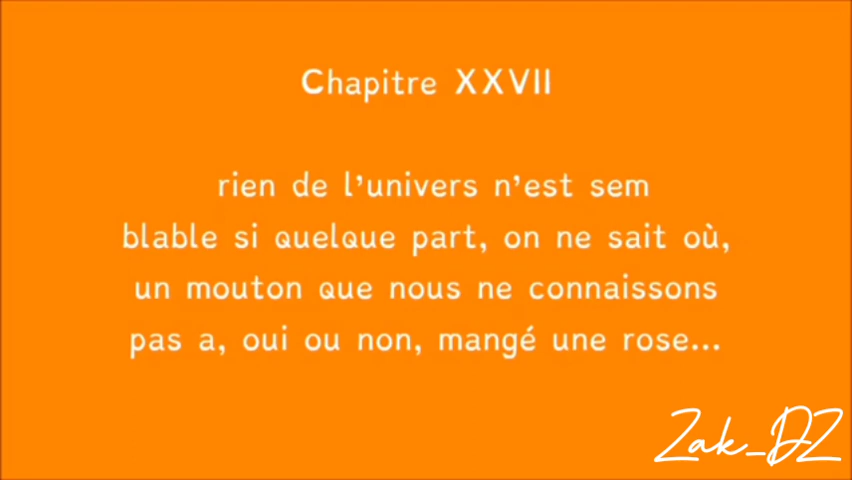 Chapitre XXVII
rien de l'univers n'est sem
blable si quelque part, on ne sait où,
un mouton que nous ne connaissons
pas a, oui ou non, mangé une rose...
Zak_DZ